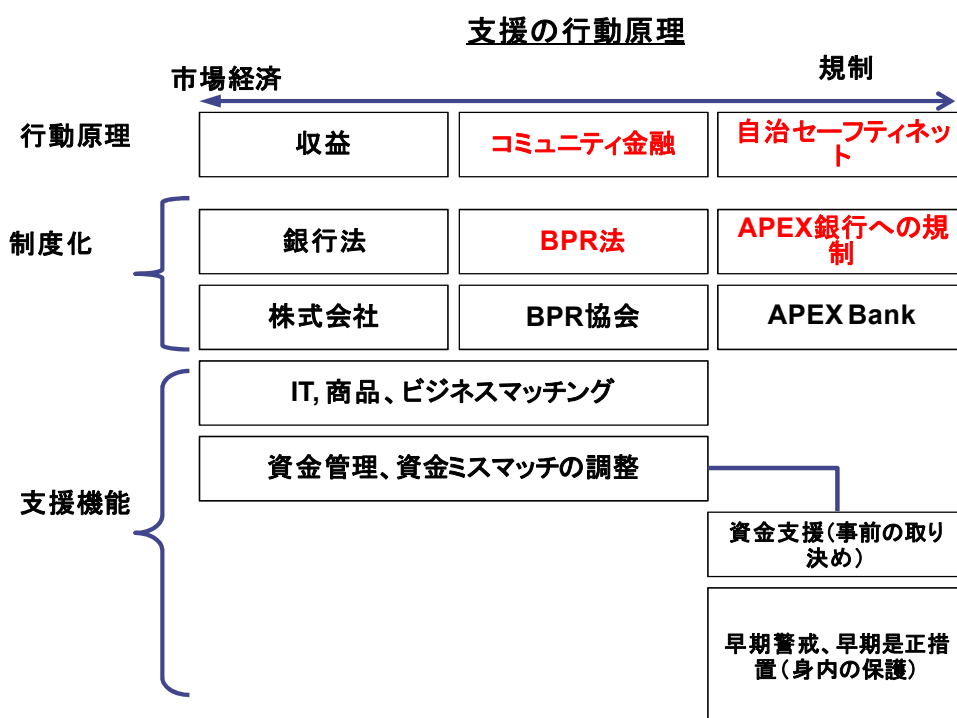 支援の行動原理
市場経済
規制
行動原理
収益
コミュニティ金融
自治セーフティネッ
ト
制度化
銀行法
BPR法
APEX銀行への規
制
株式会社
BPR協会
APEX Bank
支援機能
IT, 商品、ビジネスマッチング
資金管理、資金ミスマッチの調整
資金支援（事前の取り
決め）
早期警戒、早期是正措
置（身内の保護）